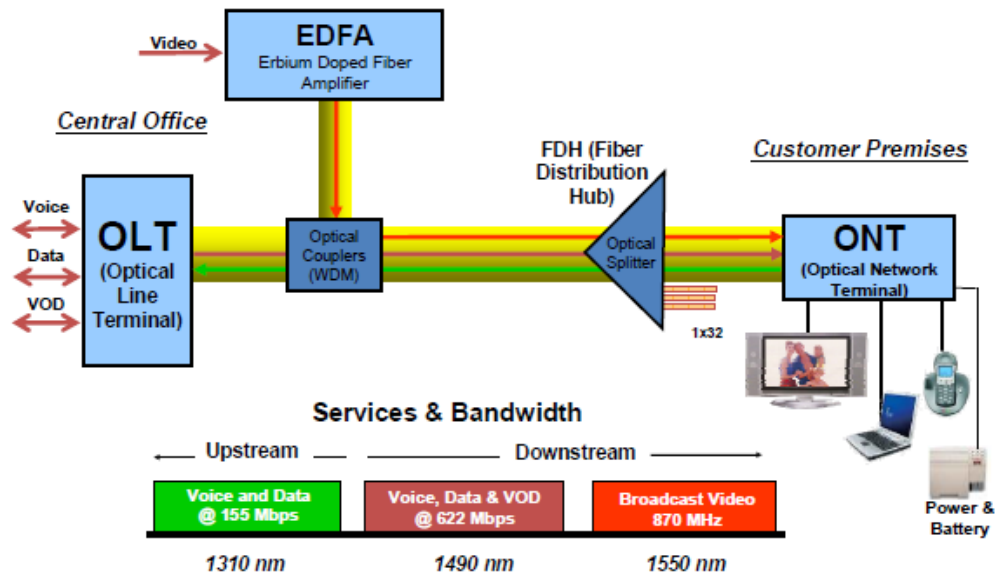 EDFA
Erbium Doped Fiber
Amplifier
Video
Central Office
FDH (Fiber
Distribution
Hub)
Customer Premises
Voice
Data
VOD
OLT
(Optical
Line
Terminal)
Optical
Couplers
(WDM)
Optical
Splitter
1x32
ONT
(Optical Network
Terminal)
Power &
Battery
Services & Bandwidth
Upstream
Downstream
Voice and Data
@ 155 Mbps
Voice, Data & VOD
@ 622 Mbps
Broadcast Video
870 MHz
1310 nm
1490 nm
1550 nm